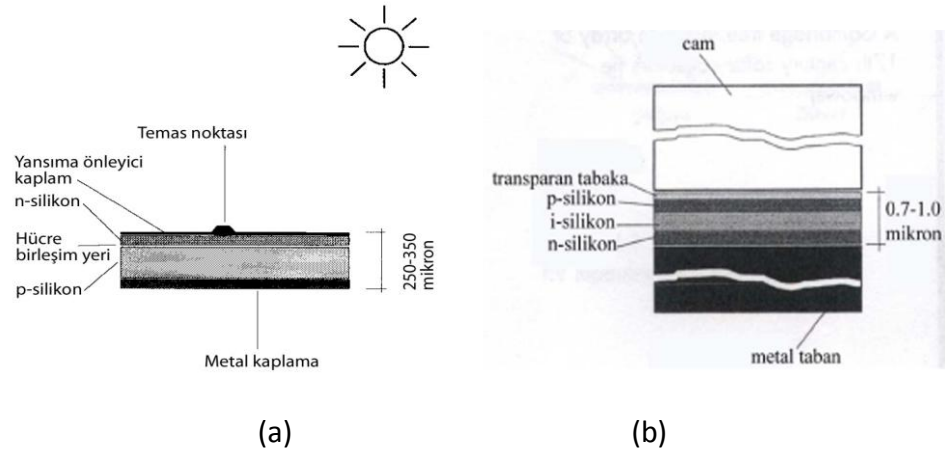 Temas noktası
Yansıma önleyici
kaplam
n-silikon
Hücre
birleşim yeri
p-silikon
250-350
mikron
Metal kaplama
(a)
cam
transparan tabaka
p-silikon
i-silikon
n-silikon
0.7-1.0
mikron
metal taban
(b)